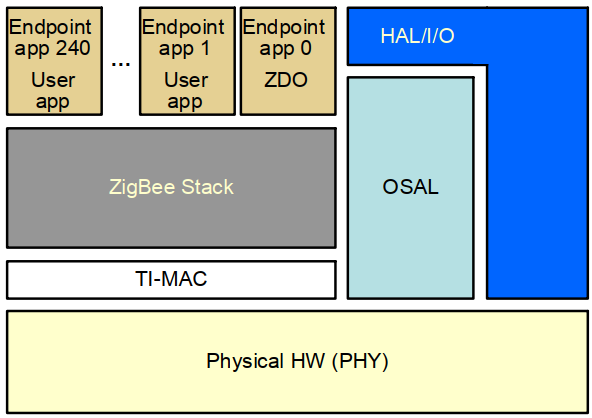 Endpoint
app 240
User
app
...
Endpoint
app 1
User
app
Endpoint
app 0
ZDO
HAL/I/O
ZigBee Stack
OSAL
TI-MAC
Physical HW (PHY)